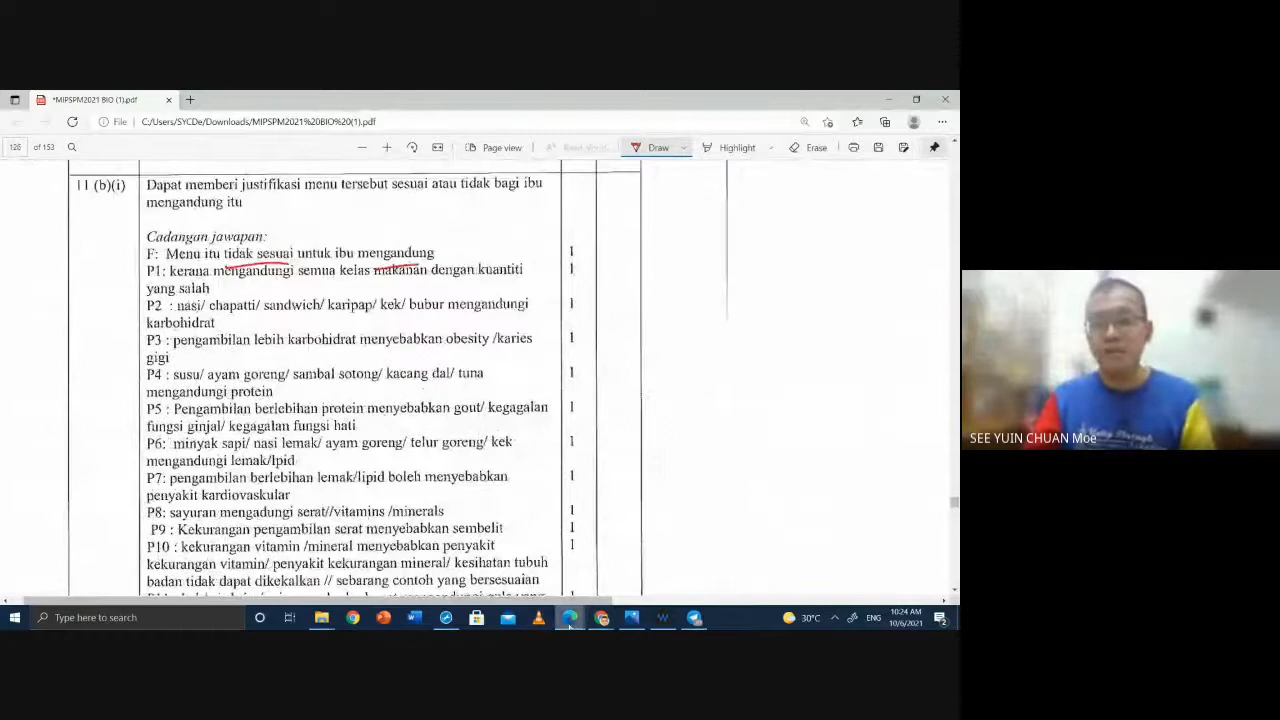 *MIPSPM2021 BIO (1).pdf
File C:/Users/SYCDe/Downloads/MIPSPM2021%20BIO%20(1).pdf
126 of 153 Page view Draw Highlight Erase
11 (b)(i) Dapat memberi justifikasi menu tersebut sesuai atau tidak bagi ibu
mengandung itu
Cadangan jawapan:
F: Menu itu tidak sesuai untuk ibu mengandung 1
P1: kerana mengandungi semua kelas makanan dengan kuantiti 1
yang salah
P2 : nasi/ chapatti/ sandwich/ karipap/ kek/ bubur mengandungi 1
karbohidrat
P3 : pengambilan lebih karbohidrat menyebabkan obesity /karies 1
gigi
P4 : susu/ ayam goreng/ sambal sotong/ kacang dal/ tuna 1
mengandungi protein
P5 : Pengambilan berlebihan protein menyebabkan gout/ kegagalan 1
fungsi ginjal/ kegagalan fungsi hati
P6: minyak sapi/ nasi lemak/ ayam goreng/ telur goreng/ kek 1
mengandungi lemak/lpid
P7: pengambilan berlebihan lemak/lipid boleh menyebabkan 1
penyakit kardiovaskular
P8: sayuran mengadungi serat//vitamins /minerals 1
P9 : Kekurangan pengambilan serat menyebabkan sembelit 1
P10 : kekurangan vitamin /mineral menyebabkan penyakit 1
kekurangan vitamin/ penyakit kekurangan mineral/ kesihatan tubuh
badan tidak dapat dikekalkan // sebarang contoh yang bersesuaian
SEE YUIN CHUAN Moe
Type here to search
30°C ENG 10:24 AM
10/6/2021